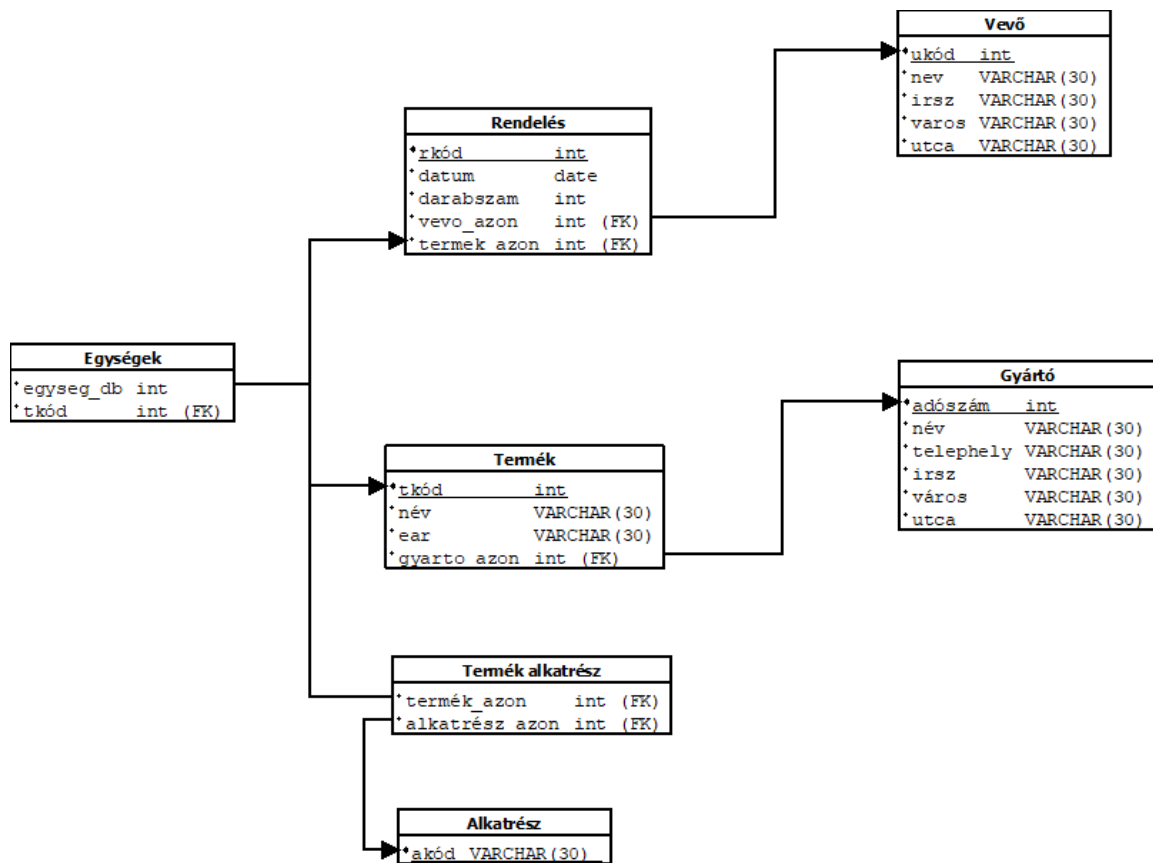 Vevő
ukód int
nev VARCHAR(30)
irsz VARCHAR(30)
varos VARCHAR(30)
utca VARCHAR(30)
Rendelés
rkód int
datum date
darabszam int
vevo_azon int (FK)
termek_azon int (FK)
Egységek
egyseg_db int
tkód int (FK)
Gyártó
adószám int
név VARCHAR(30)
telephely VARCHAR(30)
irsz VARCHAR(30)
város VARCHAR(30)
utca VARCHAR(30)
Termék
tkód int
név VARCHAR(30)
ear VARCHAR(30)
gyarto_azon int (FK)
Termék alkatrész
termék_azon int (FK)
alkatrész_azon int (FK)
Alkatrész
akód VARCHAR(30)